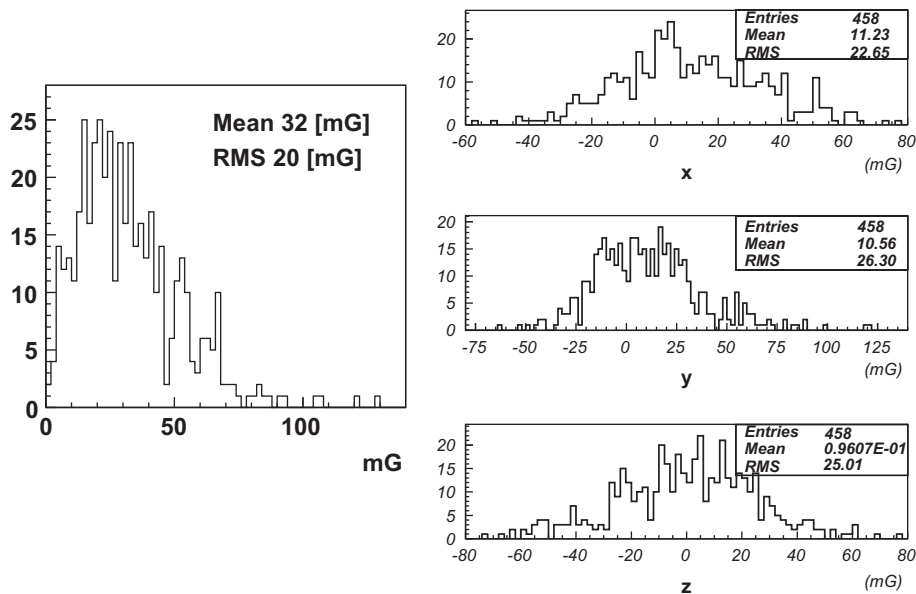 Mean 32 [mG]
RMS 20 [mG]
25
20
15
10
5
0
0 50 100
mG
Entries 458
Mean 11.23
RMS 22.65
20
10
0
-60 -40 -20 0 20 40 60 80
x (mG)
Entries 458
Mean 10.56
RMS 26.30
20
15
10
5
0
-75 -50 -25 0 25 50 75 100 125
y (mG)
Entries 458
Mean 0.9607E-01
RMS 25.01
20
15
10
5
0
-80 -60 -40 -20 0 20 40 60 80
z (mG)